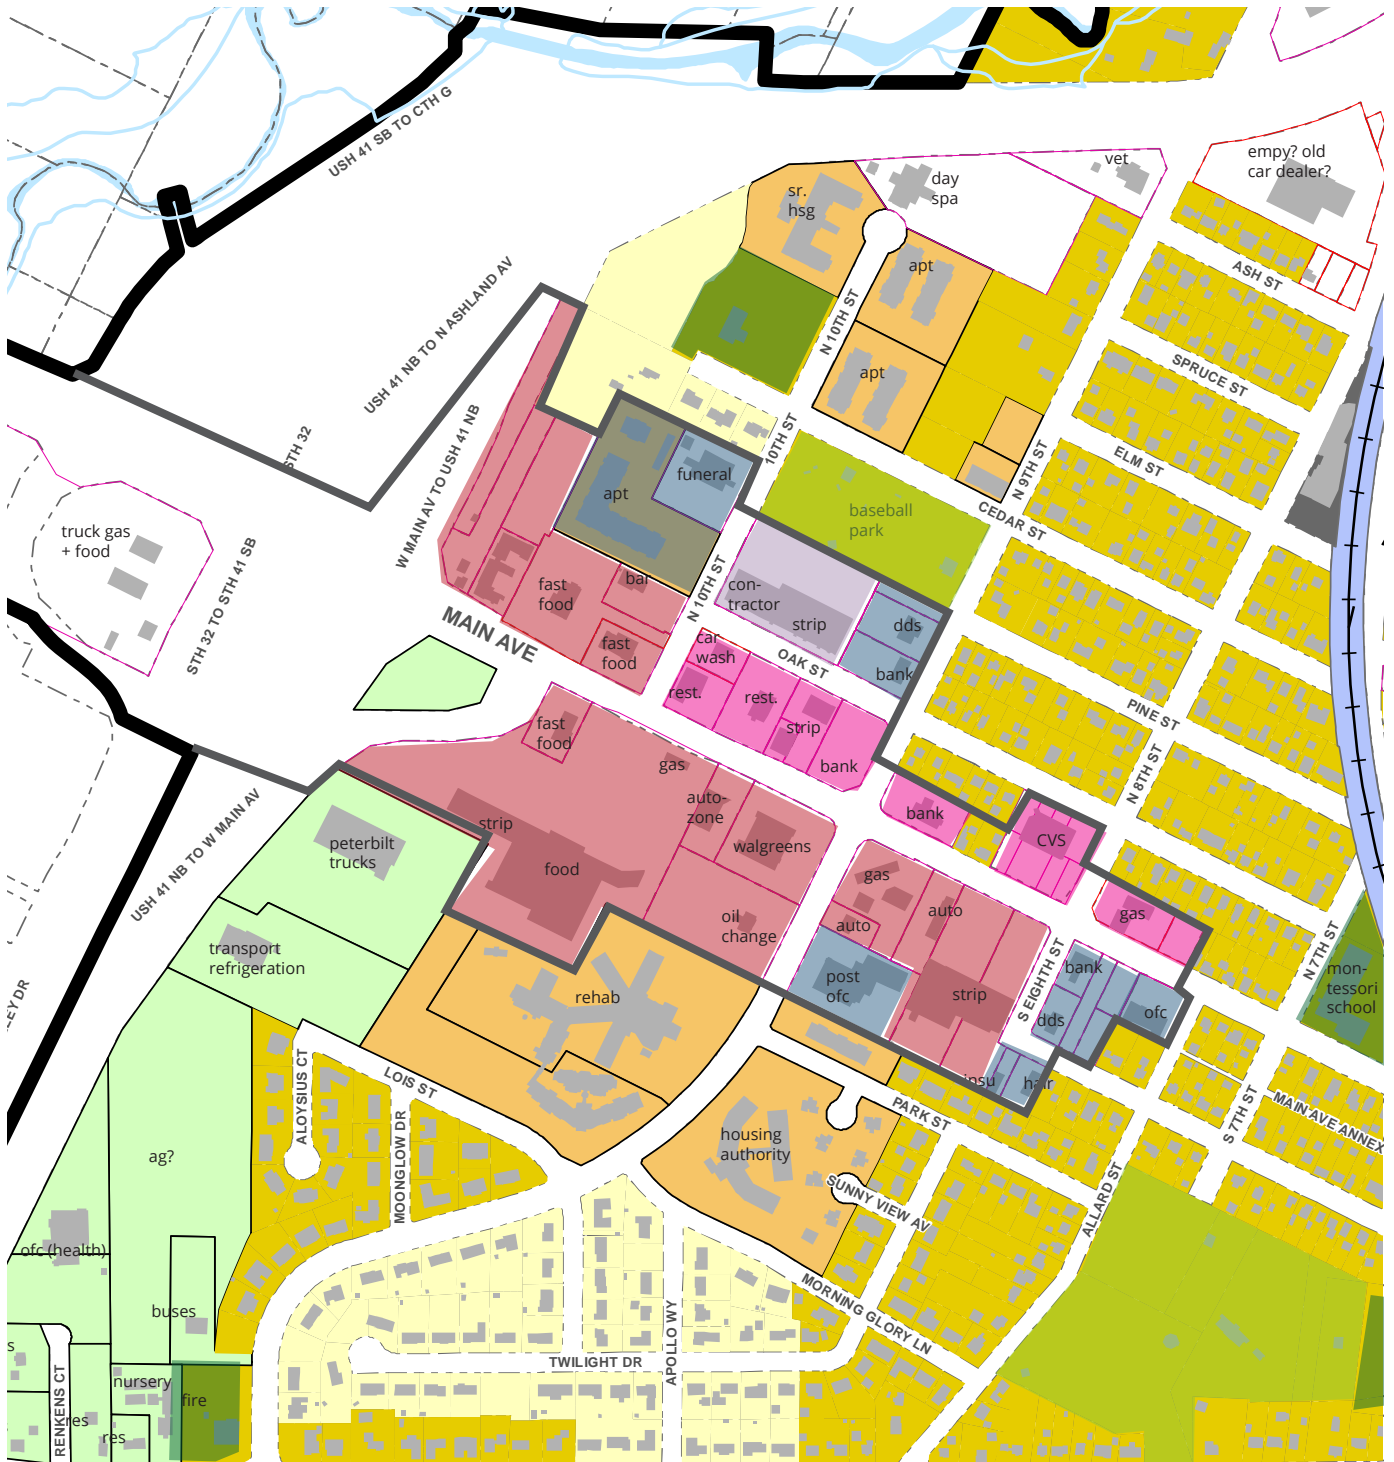 USH 41 SB TO CTH G
empy? old
car dealer?
vet
day
spa
sr.
hsg
ASH ST
apt
N 10TH ST
USH 41 NB TO N ASHLAND AV
SPRUCE ST
apt
W MAIN AV TO USH 41 NB
STH 32
10TH ST
ELM ST
N 9TH ST
funeral
apt
baseball
park
CEDAR ST
truck gas
+ food
STH 32 TO STH 41 SB
bar
fast
food
N 10TH ST
con-
tractor
strip
dds
MAIN AVE
fast
food
car
wash
OAK ST
bank
rest.
rest.
strip
PINE ST
fast
food
gas
bank
N 8TH ST
auto-
zone
bank
CVS
USH 41 NB TO W MAIN AV
strip
peterbilt
trucks
walgreens
food
gas
oil
change
auto
auto
gas
N 7TH ST
transport
refrigeration
LEY DR
rehab
post
ofc
strip
S EIGHTH ST
bank
dds
ofc
mon-
tessori
school
ALOYSIUS CT
LOIS ST
insu
hair
MOONGLOW DR
PARK ST
S 7TH ST
MAIN AVE ANNEX
housing
authority
ag?
SUNNY VIEW AV
ALLARD ST
ofc (health)
buses
MORNING GLORY LN
s
TWILIGHT DR
APOLLO WY
RENKENS CT
nursery
fire
res
res